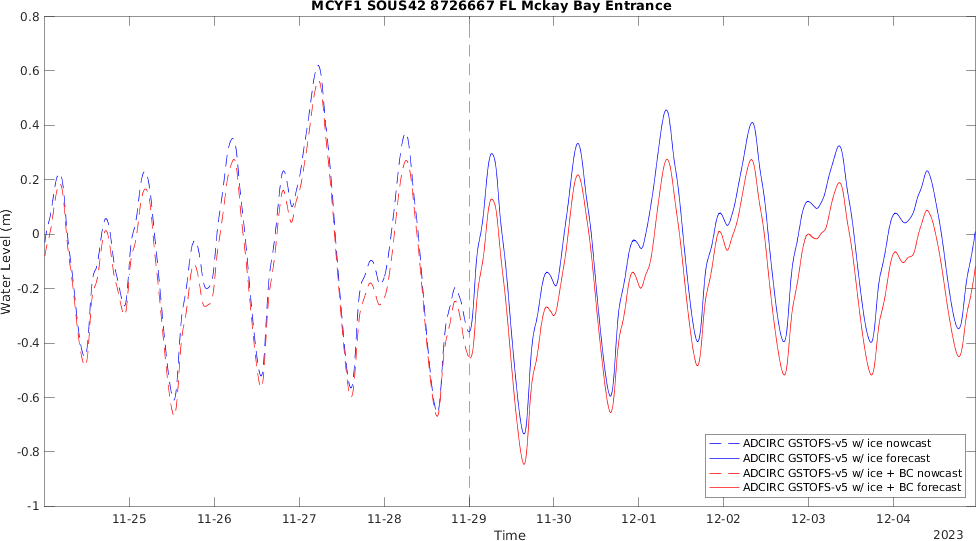 MCYF1 SOUS42 8726667 FL Mckay Bay Entrance
0.8
0.6
0.4
0.2
0
-0.2
-0.4
-0.6
-0.8
-1
Water Level (m)
11-25 11-26 11-27 11-28 11-29 11-30 12-01 12-02 12-03 12-04
Time
2023
ADCIRC GSTOFS-v5 w/ ice nowcast
ADCIRC GSTOFS-v5 w/ ice forecast
ADCIRC GSTOFS-v5 w/ ice + BC nowcast
ADCIRC GSTOFS-v5 w/ ice + BC forecast